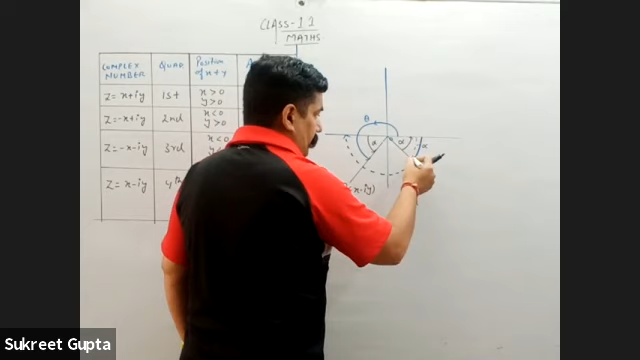 CLASS-11
MATHS
COMPLEX NUMBER
QUAD
Position of x+y
Z=x+iy
1st
x>0
y>0
Z=-x+iy
2nd
x<0
y>0
Z=-x-iy
3rd
x<0
Z=x-iy
4th
θ
α
α
α
x-iy)
Sukreet Gupta